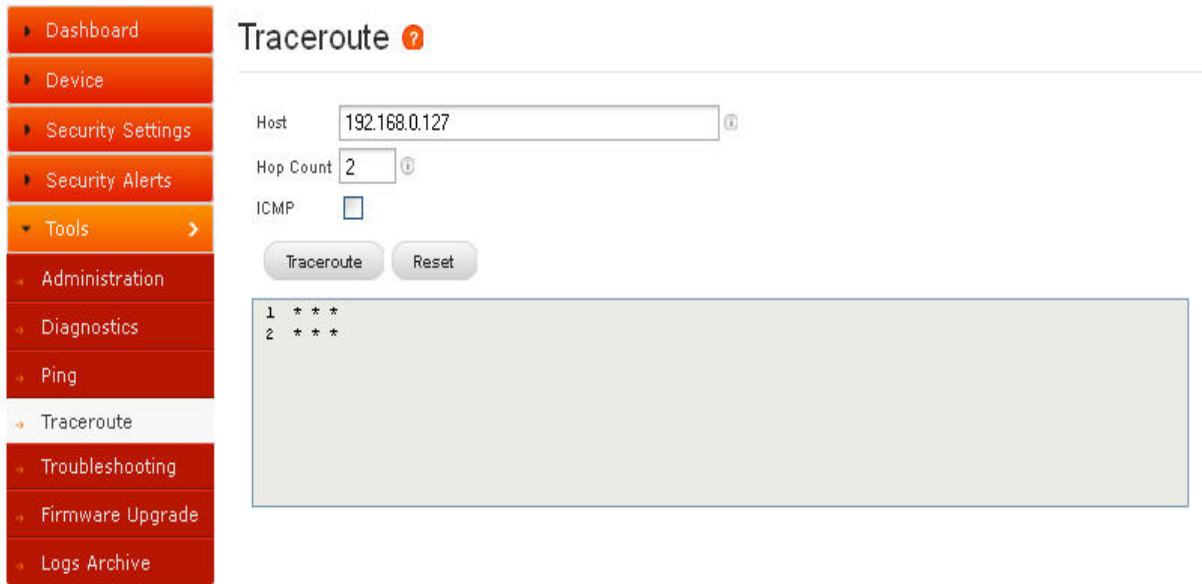 Dashboard
Device
Security Settings
Security Alerts
Tools
Administration
Diagnostics
Ping
Traceroute
Troubleshooting
Firmware Upgrade
Logs Archive
Traceroute ?
Host 192.168.0.127 i
Hop Count 2 i
ICMP
Traceroute Reset
1 * * *
2 * * *